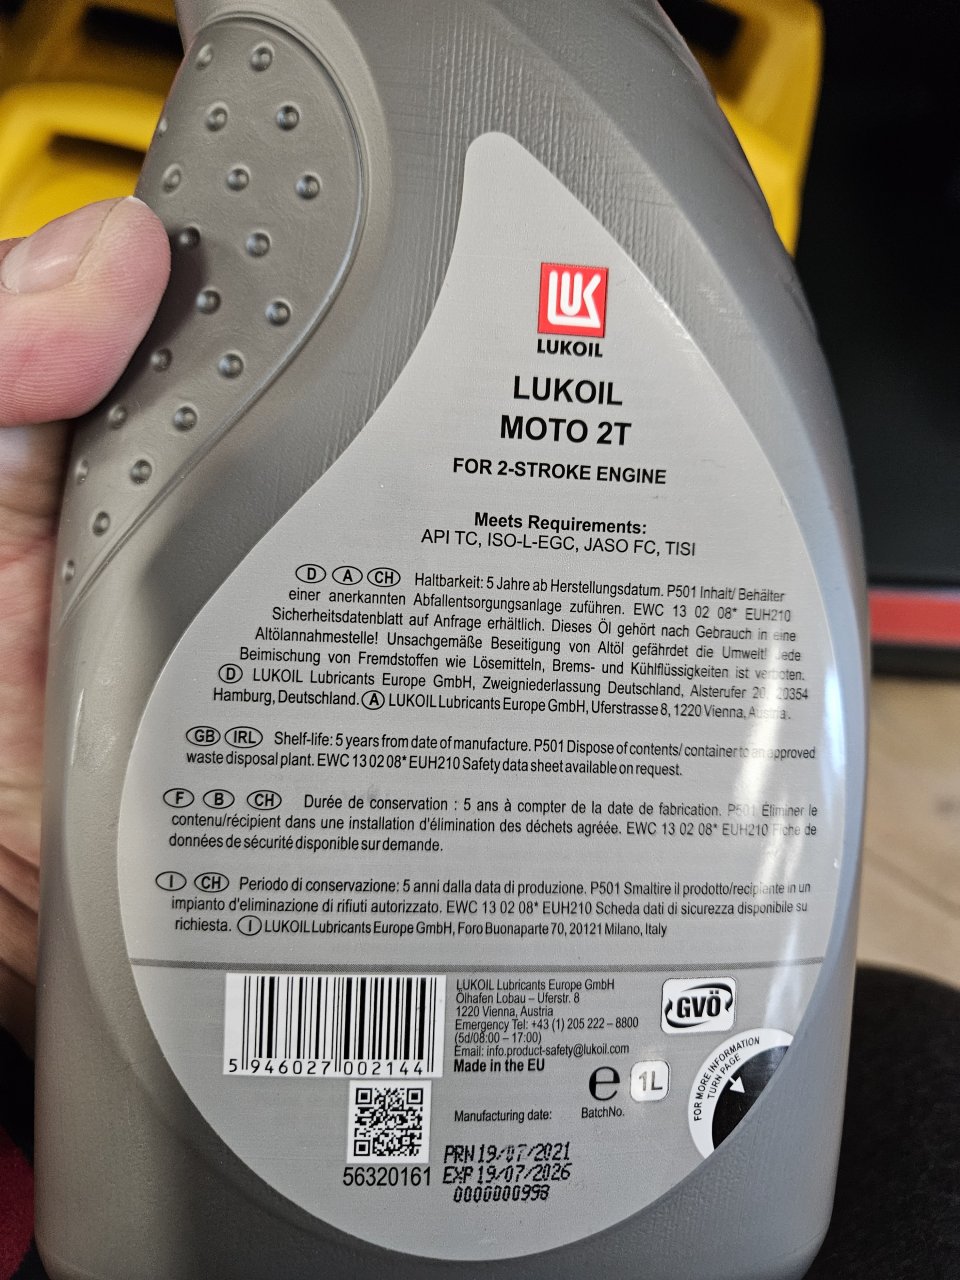 LUK
LUKOIL
LUKOIL
MOTO 2T
FOR 2-STROKE ENGINE
Meets Requirements:
API TC, ISO-L-EGC, JASO FC, TISI
D A CH Haltbarkeit: 5 Jahre ab Herstellungsdatum. P501 Inhalt/ Behälter
einer anerkannten Abfallentsorgungsanlage zuführen. EWC 13 02 08* EUH210
Sicherheitsdatenblatt auf Anfrage erhältlich. Dieses Öl gehört nach Gebrauch in eine
Altölannahmestelle! Unsachgemäße Beseitigung von Altöl gefährdet die Umwelt! Jede
Beimischung von Fremdstoffen wie Lösemitteln, Brems- und Kühlflüssigkeiten ist verboten.
D LUKOIL Lubricants Europe GmbH, Zweigniederlassung Deutschland, Alsterufer 20, 20354
Hamburg, Deutschland. A LUKOIL Lubricants Europe GmbH, Uferstrasse 8, 1220 Vienna, Austria.
GB IRL Shelf-life: 5 years from date of manufacture. P501 Dispose of contents/ container to an approved
waste disposal plant. EWC 13 02 08* EUH210 Safety data sheet available on request.
F B CH Durée de conservation : 5 ans à compter de la date de fabrication. P501 Éliminer le
contenu/récipient dans une installation d'élimination des déchets agréée. EWC 13 02 08* EUH210 Fiche de
données de sécurité disponible sur demande.
I CH Periodo di conservazione: 5 anni dalla data di produzione. P501 Smaltire il prodotto/recipiente in un
impianto d'eliminazione di rifiuti autorizzato. EWC 13 02 08* EUH210 Scheda dati di sicurezza disponibile su
richiesta. I LUKOIL Lubricants Europe GmbH, Foro Buonaparte 70, 20121 Milano, Italy
LUKOIL Lubricants Europe GmbH
Ölhafen Lobau – Uferstr. 8
1220 Vienna, Austria
Emergency Tel: +43 (1) 205 222 – 8800
(5d/08:00 – 17:00)
Email: info.product-safety@lukoil.com
Made in the EU
GVÖ
5 946027 002144
e 1L
FOR MORE INFORMATION
TURN PAGE
Manufacturing date: BatchNo.
56320161
PRN 19/07/2021
EXP 19/07/2026
0000000998